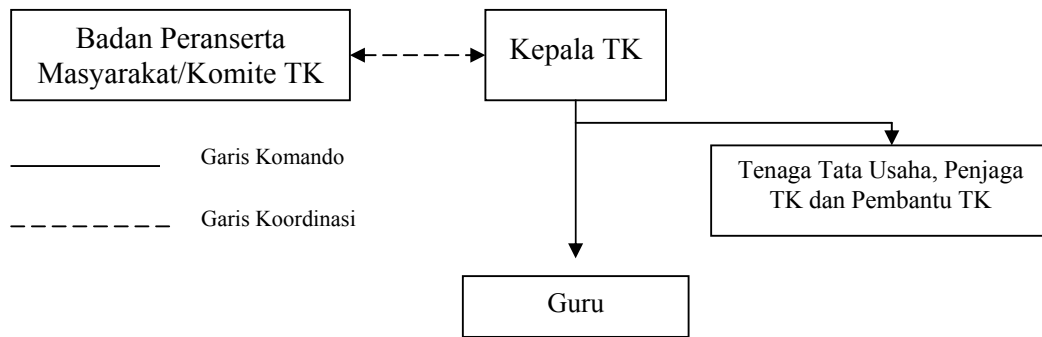 Badan Peranserta
Masyarakat/Komite TK
Kepala TK
Garis Komando
Tenaga Tata Usaha, Penjaga
TK dan Pembantu TK
Garis Koordinasi
Guru